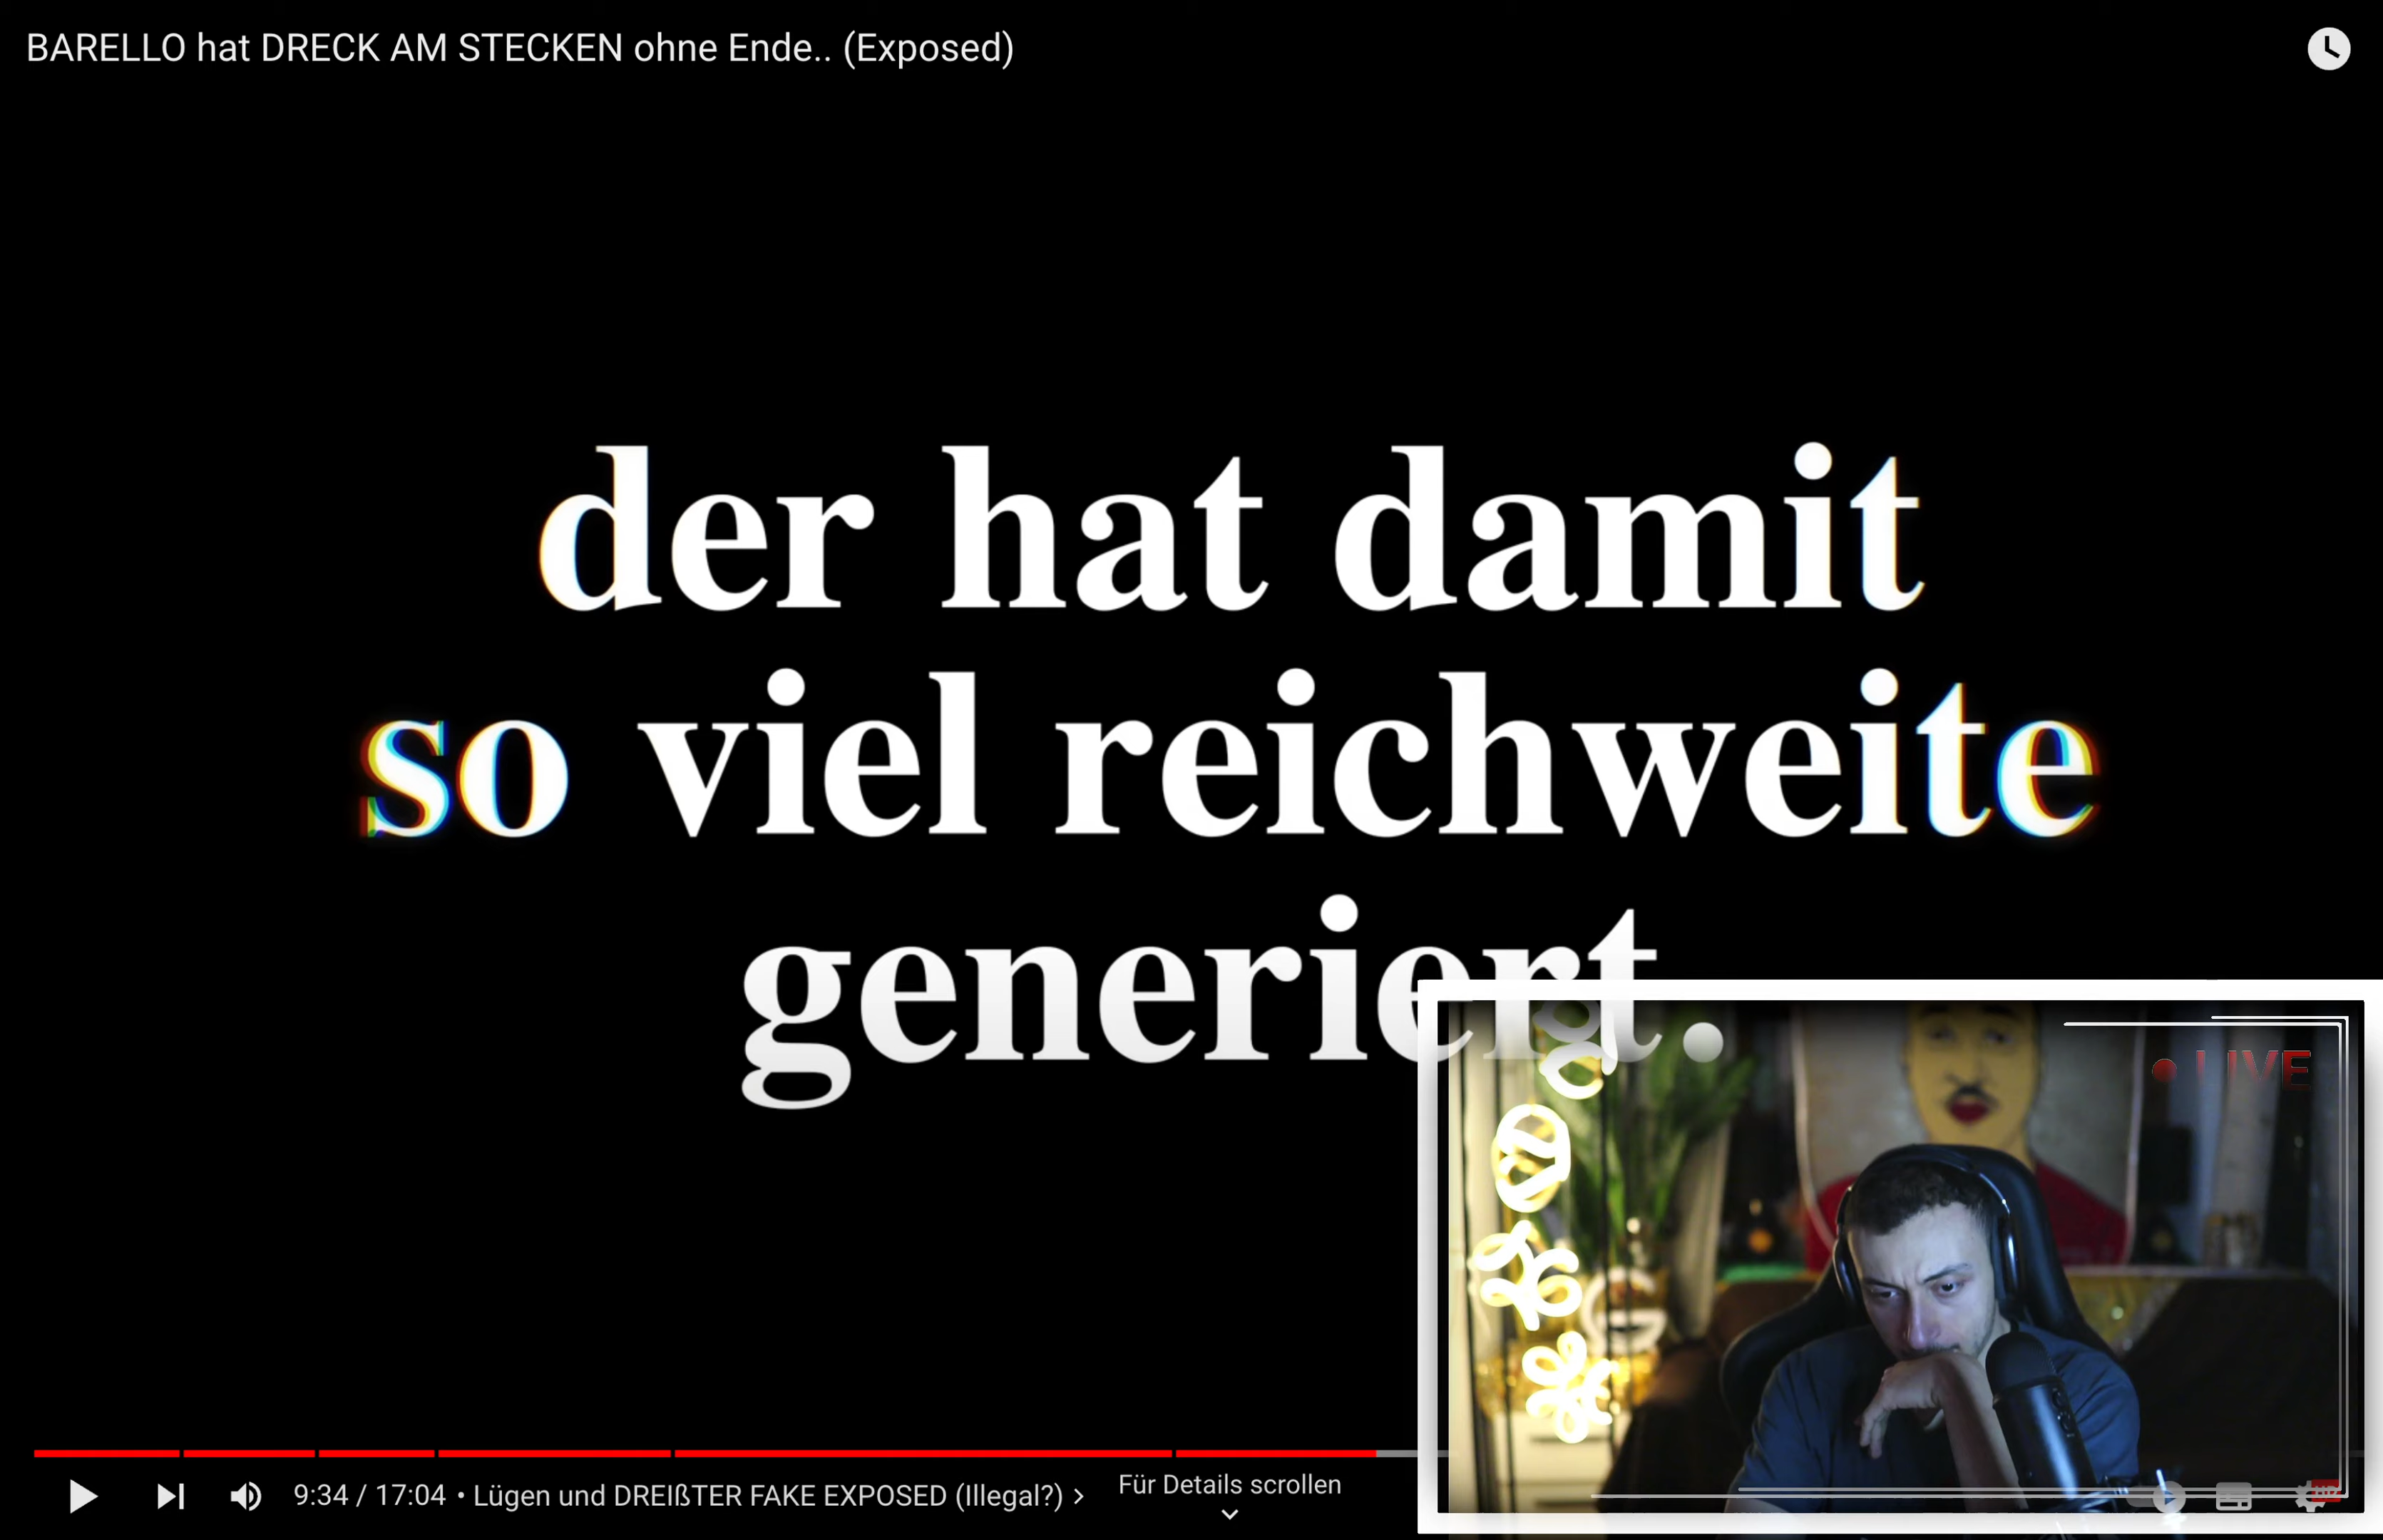 BARELLO hat DRECK AM STECKEN ohne Ende.. (Exposed)
der hat damit
so viel reichweite
generiert.
LIVE
9:34 / 17:04 • Lügen und DREIßTER FAKE EXPOSED (Illegal?) ›
Für Details scrollen
HD